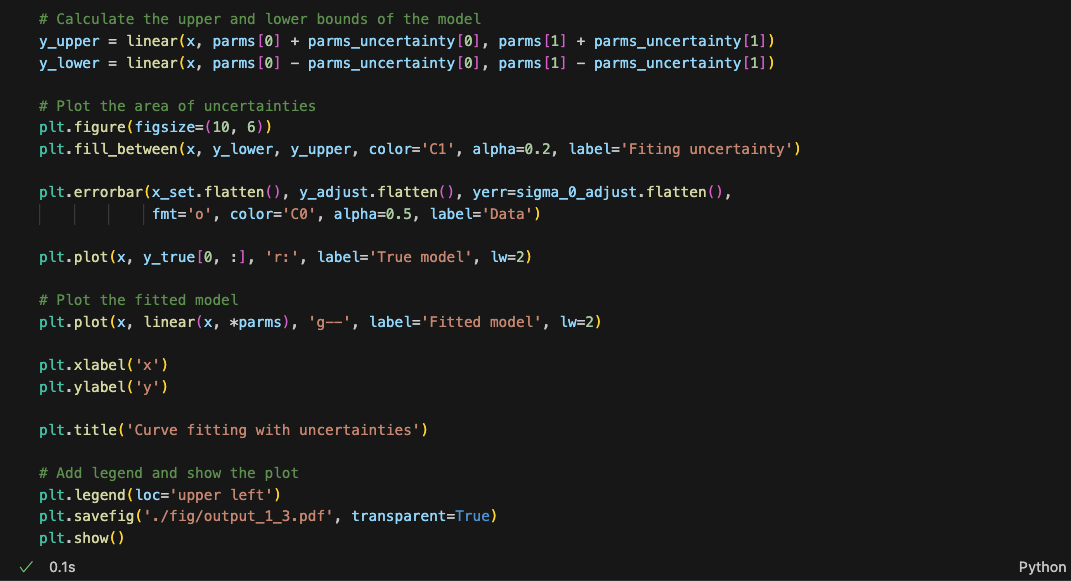 # Calculate the upper and lower bounds of the model
y_upper = linear(x, parms[0] + parms_uncertainty[0], parms[1] + parms_uncertainty[1])
y_lower = linear(x, parms[0] - parms_uncertainty[0], parms[1] - parms_uncertainty[1])
# Plot the area of uncertainties
plt.figure(figsize=(10, 6))
plt.fill_between(x, y_lower, y_upper, color='C1', alpha=0.2, label='Fiting uncertainty')
plt.errorbar(x_set.flatten(), y_adjust.flatten(), yerr=sigma_0_adjust.flatten(),
fmt='o', color='C0', alpha=0.5, label='Data')
plt.plot(x, y_true[0, :], 'r:', label='True model', lw=2)
# Plot the fitted model
plt.plot(x, linear(x, *parms), 'g--', label='Fitted model', lw=2)
plt.xlabel('x')
plt.ylabel('y')
plt.title('Curve fitting with uncertainties')
# Add legend and show the plot
plt.legend(loc='upper left')
plt.savefig('./fig/output_1_3.pdf', transparent=True)
plt.show()
0.1s
Python